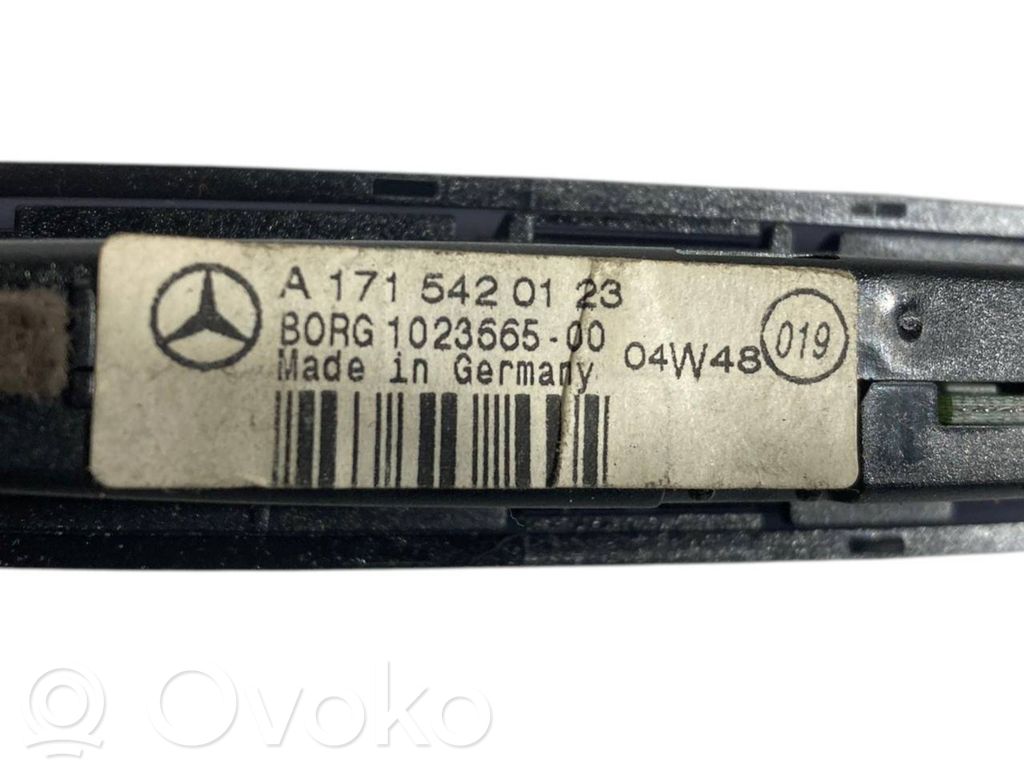 A 171 542 01 23
BORG 1023665-00
Made in Germany
04W48 019
G
Ovoko